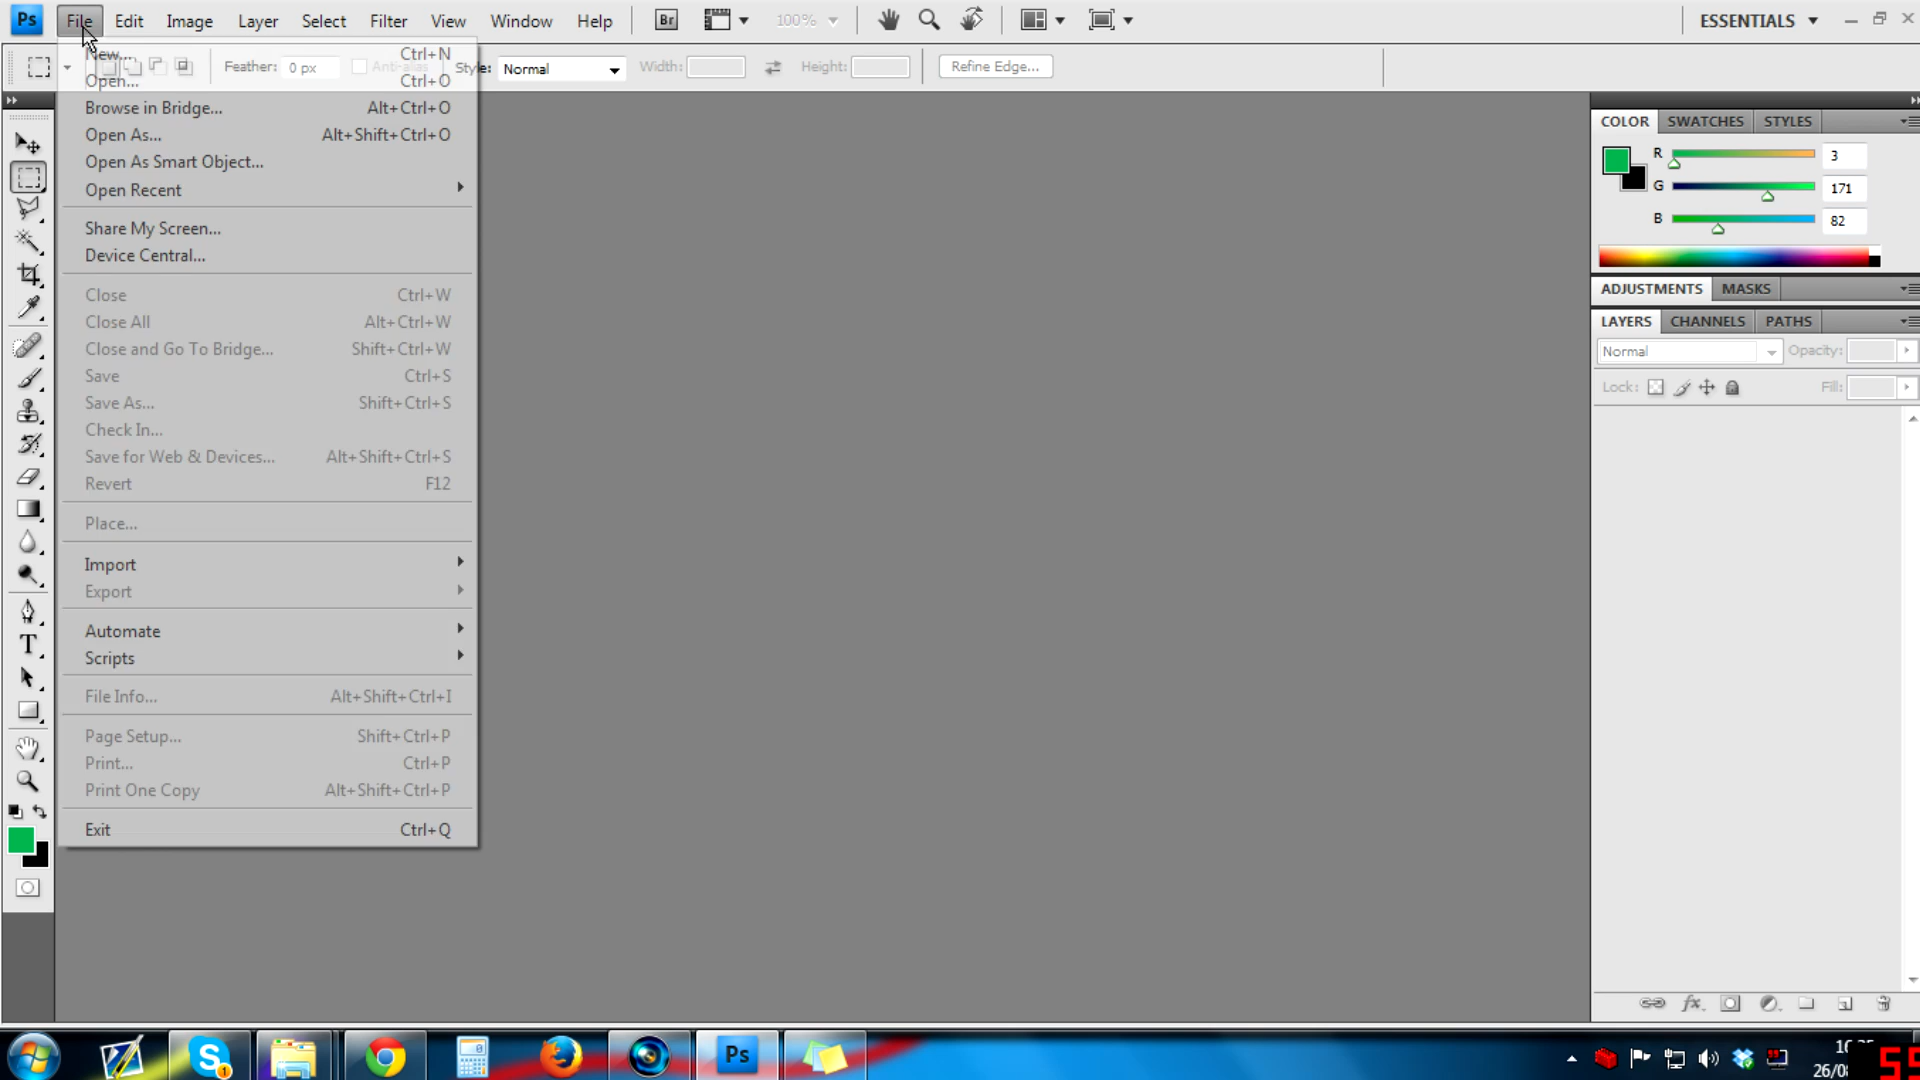 Ps File Edit Image Layer Select Filter View Window Help Br 100% ESSENTIALS
Feather: 0 px Anti-alias Style: Normal Width: Height: Refine Edge...
New... Ctrl+N
Open... Ctrl+O
Browse in Bridge... Alt+Ctrl+O
Open As... Alt+Shift+Ctrl+O
Open As Smart Object...
Open Recent
Share My Screen...
Device Central...
Close Ctrl+W
Close All Alt+Ctrl+W
Close and Go To Bridge... Shift+Ctrl+W
Save Ctrl+S
Save As... Shift+Ctrl+S
Check In...
Save for Web & Devices... Alt+Shift+Ctrl+S
Revert F12
Place...
Import
Export
Automate
Scripts
File Info... Alt+Shift+Ctrl+I
Page Setup... Shift+Ctrl+P
Print... Ctrl+P
Print One Copy Alt+Shift+Ctrl+P
Exit Ctrl+Q
T
COLOR SWATCHES STYLES
R 3
G 171
B 82
ADJUSTMENTS MASKS
LAYERS CHANNELS PATHS
Normal Opacity:
Lock: Fill:
fx
S 1 Ps
26/08